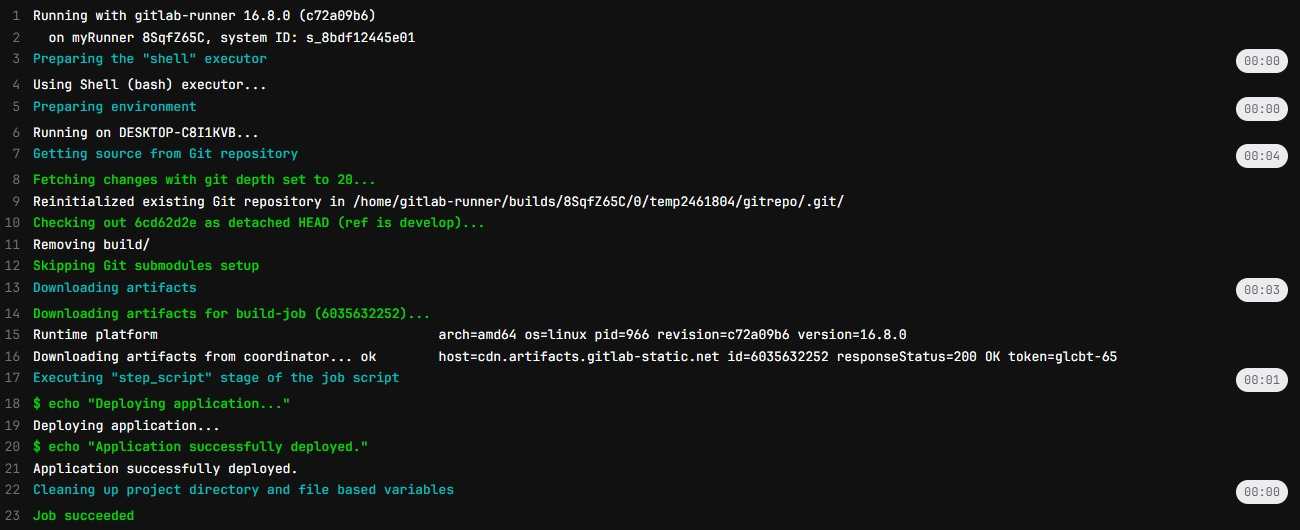 1 Running with gitlab-runner 16.8.0 (c72a09b6)
2 on myRunner 8SqfZ65C, system ID: s_8bdf12445e01
3 Preparing the "shell" executor 00:00
4 Using Shell (bash) executor...
5 Preparing environment 00:00
6 Running on DESKTOP-C8I1KVB...
7 Getting source from Git repository 00:04
8 Fetching changes with git depth set to 20...
9 Reinitialized existing Git repository in /home/gitlab-runner/builds/8SqfZ65C/0/temp2461804/gitrepo/.git/
10 Checking out 6cd62d2e as detached HEAD (ref is develop)...
11 Removing build/
12 Skipping Git submodules setup
13 Downloading artifacts 00:03
14 Downloading artifacts for build-job (6035632252)...
15 Runtime platform arch=amd64 os=linux pid=966 revision=c72a09b6 version=16.8.0
16 Downloading artifacts from coordinator... ok host=cdn.artifacts.gitlab-static.net id=6035632252 responseStatus=200 OK token=glcbt-65
17 Executing "step_script" stage of the job script 00:01
18 $ echo "Deploying application..."
19 Deploying application...
20 $ echo "Application successfully deployed."
21 Application successfully deployed.
22 Cleaning up project directory and file based variables 00:00
23 Job succeeded